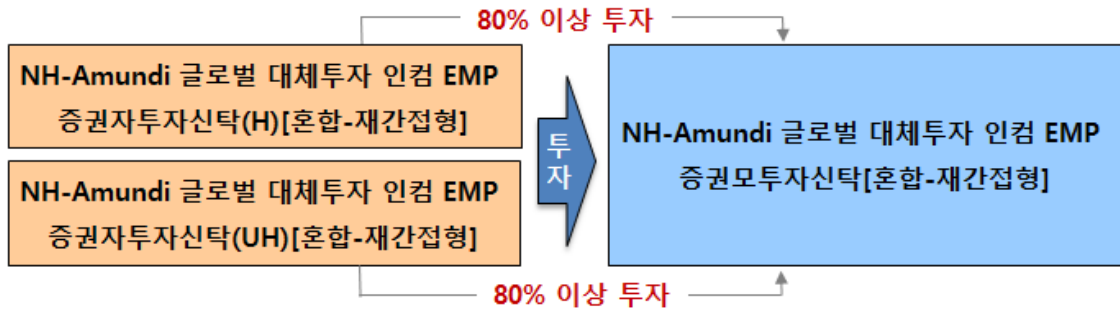 80% 이상 투자
NH-Amundi 글로벌 대체투자 인컴 EMP
증권자투자신탁(H)[혼합-재간접형]
NH-Amundi 글로벌 대체투자 인컴 EMP
증권자투자신탁(UH)[혼합-재간접형]
투
자
NH-Amundi 글로벌 대체투자 인컴 EMP
증권모투자신탁[혼합-재간접형]
80% 이상 투자